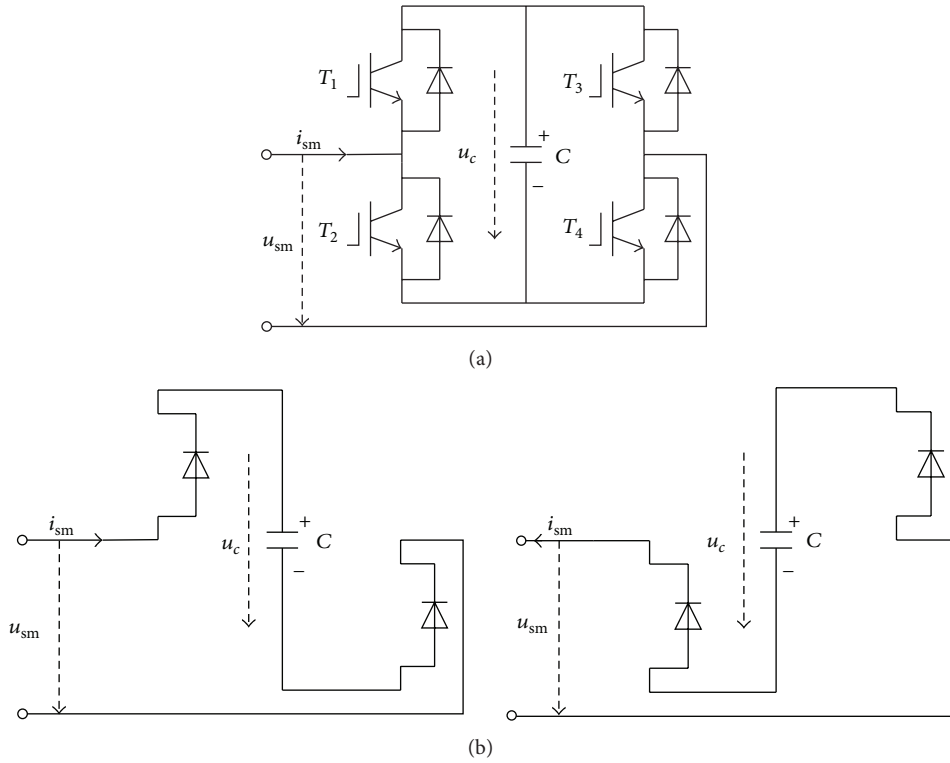 T1
T3
ism
uc
+
C
−
T2
T4
usm
(a)
ism
+
uc
C
−
usm
ism
+
uc
C
−
usm
(b)